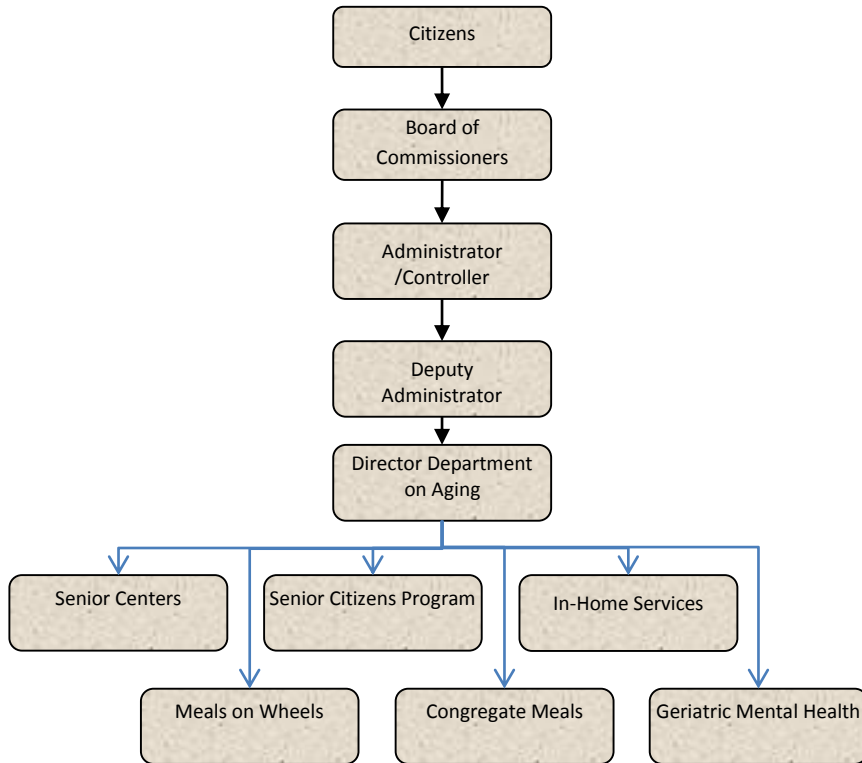 Citizens
Board of
Commissioners
Administrator
/Controller
Deputy
Administrator
Director Department
on Aging
Senior Centers
Senior Citizens Program
In-Home Services
Meals on Wheels
Congregate Meals
Geriatric Mental Health